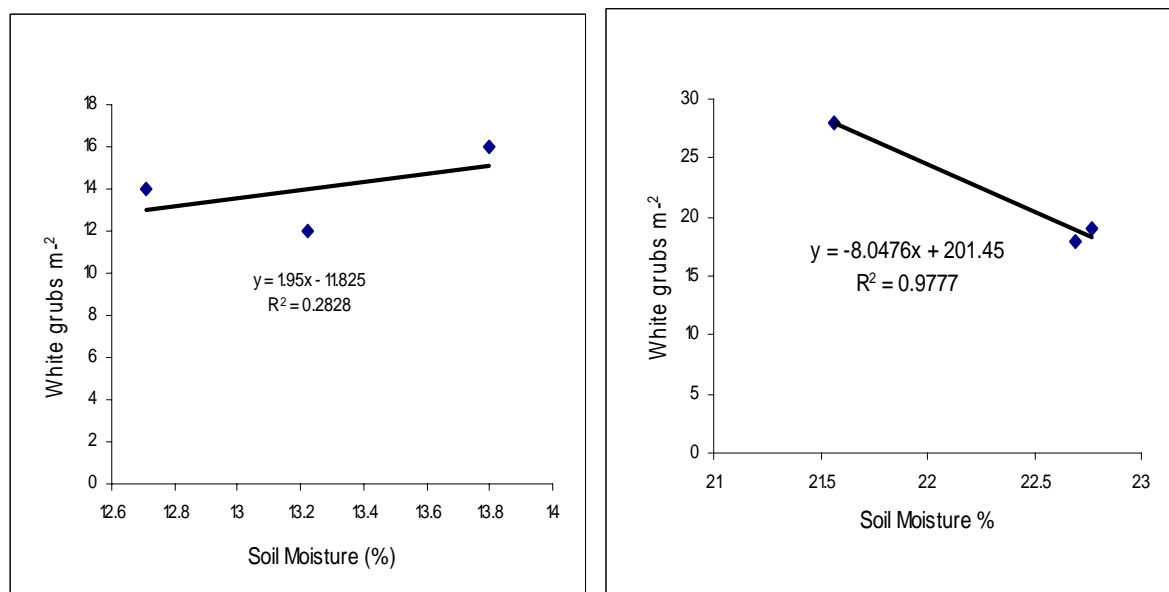 18
16
14
12
10
8
6
4
2
0
White grubs m-²
y = 1.95x - 11.825
R² = 0.2828
12.6 12.8 13 13.2 13.4 13.6 13.8 14
Soil Moisture (%)
30
25
20
15
10
5
0
White grubs m-²
y = -8.0476x + 201.45
R² = 0.9777
21 21.5 22 22.5 23
Soil Moisture %